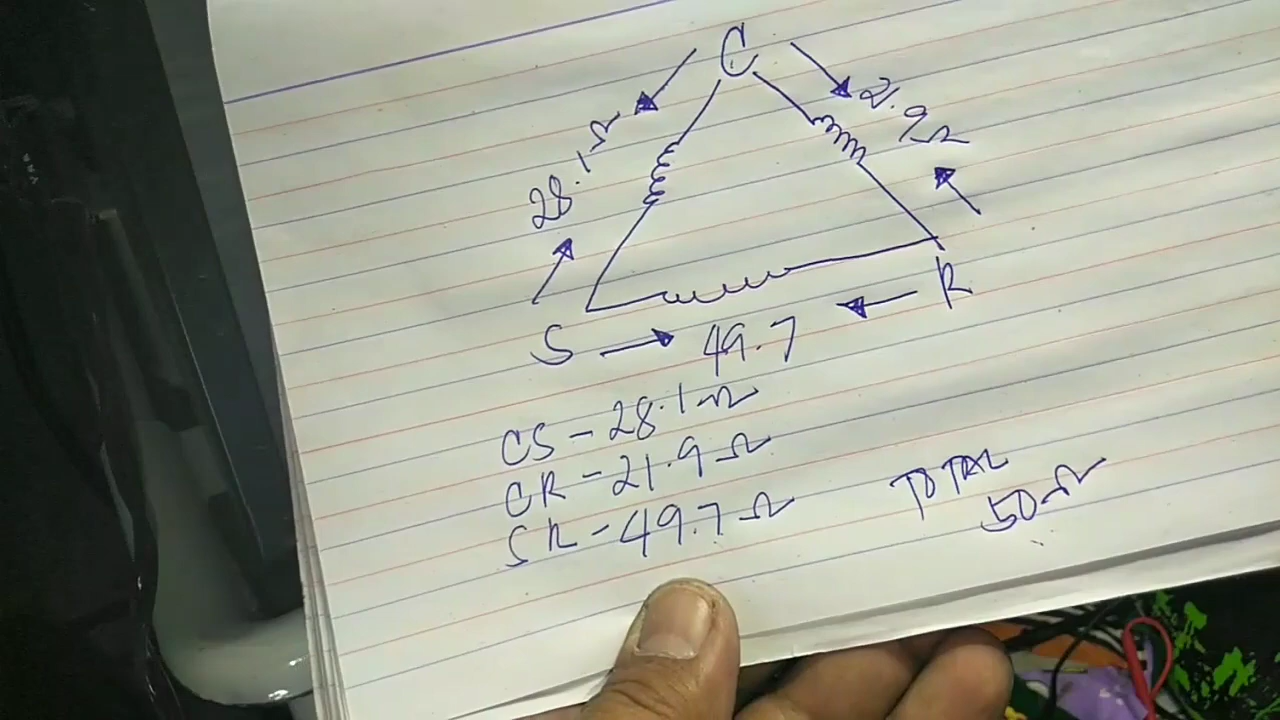 C
28.1Ω
21.9Ω
S
49.7
R
CS - 28.1Ω
CR - 21.9Ω
SR - 49.7Ω
TOTAL
50Ω